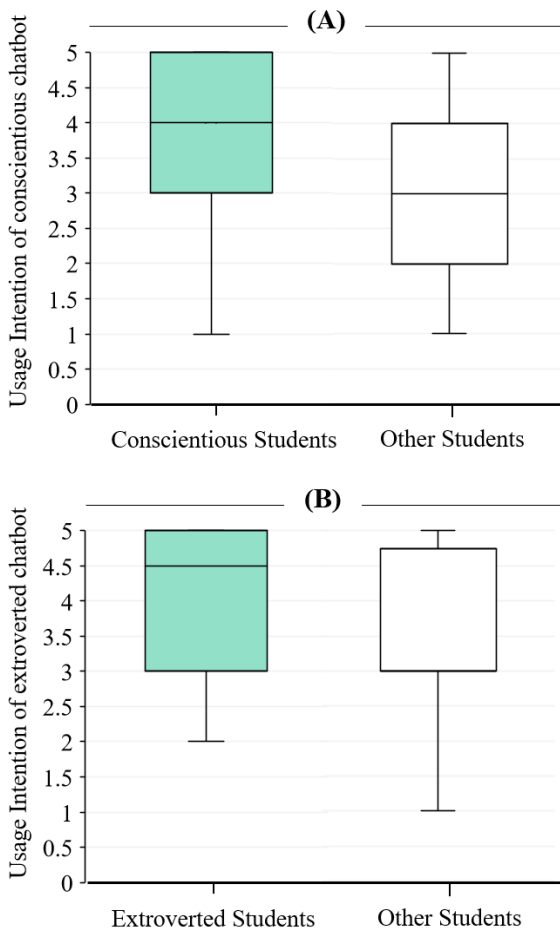 (A)
Usage Intention of conscientious chatbot
5
4.5
4
3.5
3
2.5
2
1.5
1
0.5
0
Conscientious Students
Other Students
(B)
Usage Intention of extroverted chatbot
5
4.5
4
3.5
3
2.5
2
1.5
1
0.5
0
Extroverted Students
Other Students